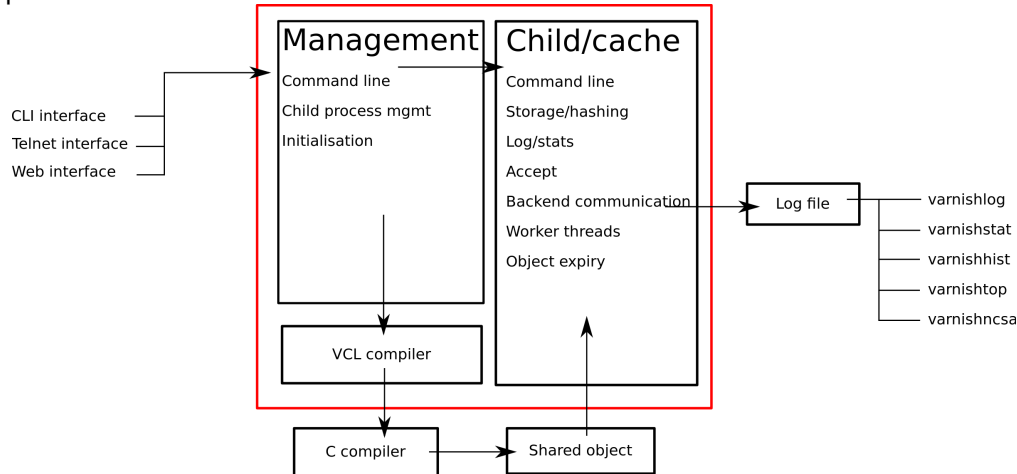 Management
Command line
Child process mgmt
Initialisation
Child/cache
Command line
Storage/hashing
Log/stats
Accept
Backend communication
Worker threads
Object expiry
CLI interface
Telnet interface
Web interface
Log file
varnishlog
varnishstat
varnishhist
varnishtop
varnishncsa
VCL compiler
C compiler
Shared object